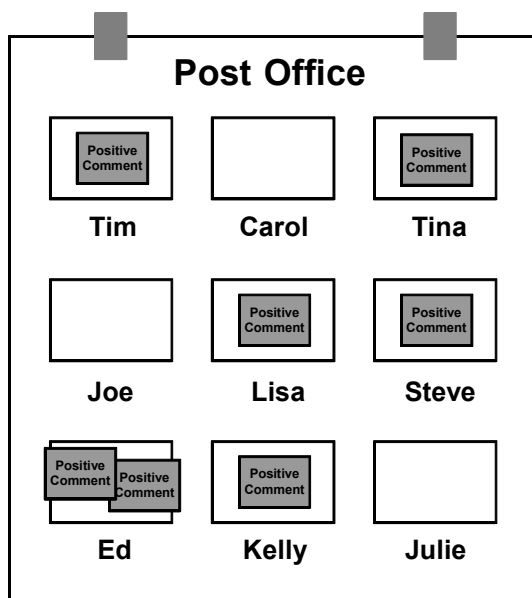 Post Office
Positive
Comment
Positive
Comment
Tim
Carol
Tina
Positive
Comment
Positive
Comment
Joe
Lisa
Steve
Positive
Comment
Positive
Comment
Positive
Comment
Ed
Kelly
Julie